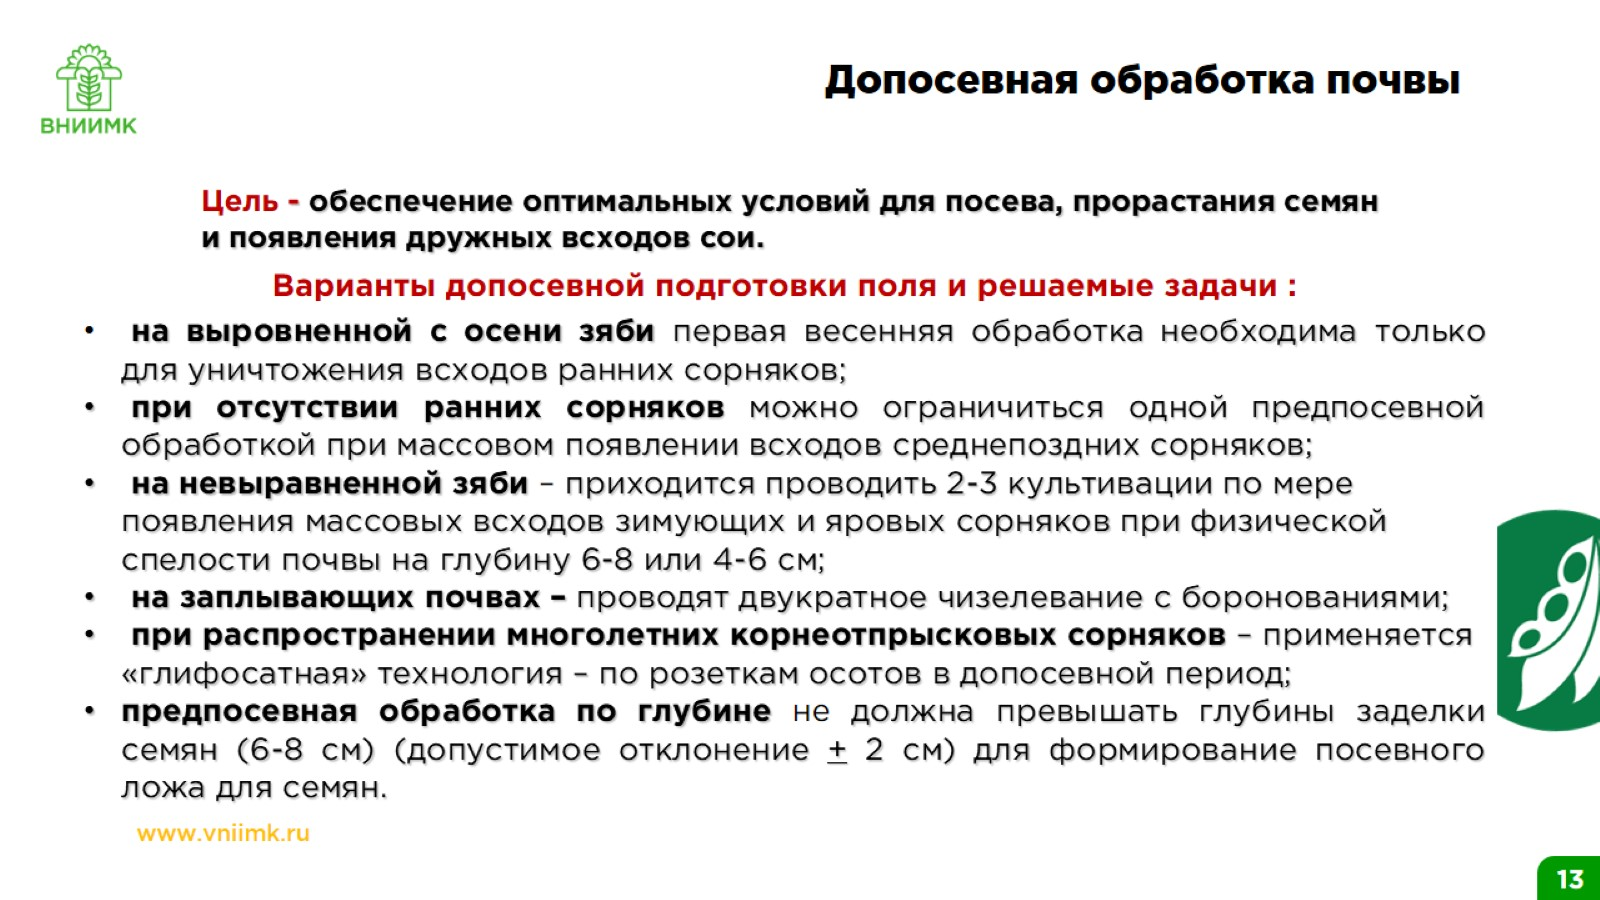 ВНИИМК
Допосевная обработка почвы
Цель - обеспечение оптимальных условий для посева, прорастания семян
и появления дружных всходов сои.
Варианты допосевной подготовки поля и решаемые задачи :
• на выровненной с осени зяби первая весенняя обработка необходима только
для уничтожения всходов ранних сорняков;
• при отсутствии ранних сорняков можно ограничиться одной предпосевной
обработкой при массовом появлении всходов среднепоздних сорняков;
• на невыравненной зяби – приходится проводить 2-3 культивации по мере
появления массовых всходов зимующих и яровых сорняков при физической
спелости почвы на глубину 6-8 или 4-6 см;
• на заплывающих почвах – проводят двукратное чизелевание с боронованиями;
• при распространении многолетних корнеотпрысковых сорняков – применяется
«глифосатная» технология – по розеткам осотов в допосевной период;
• предпосевная обработка по глубине не должна превышать глубины заделки
семян (6-8 см) (допустимое отклонение ± 2 см) для формирование посевного
ложа для семян.
www.vniimk.ru
13